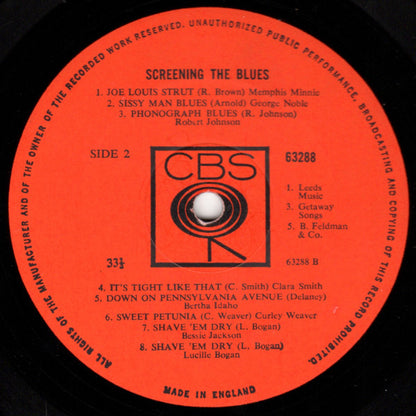 ALL RIGHTS OF THE MANUFACTURER AND OF THE OWNER OF THE RECORDED WORK RESERVED. UNAUTHORIZED PUBLIC PERFORMANCE, BROADCASTING AND COPYING OF THIS RECORD PROHIBITED.
SCREENING THE BLUES
1. JOE LOUIS STRUT (R. Brown) Memphis Minnie
2. SISSY MAN BLUES (Arnold) George Noble
3. PHONOGRAPH BLUES (R. Johnson)
Robert Johnson
SIDE 2
CBS
63288
1. Leeds
Music
3. Getaway
Songs
5. B. Feldman
& Co.
33⅓
63288 B
4. IT'S TIGHT LIKE THAT (C. Smith) Clara Smith
5. DOWN ON PENNSYLVANIA AVENUE (Delaney)
Bertha Idaho
6. SWEET PETUNIA (C. Weaver) Curley Weaver
7. SHAVE 'EM DRY (L. Bogan)
Bessie Jackson
8. SHAVE 'EM DRY (L. Bogan)
Lucille Bogan
MADE IN ENGLAND